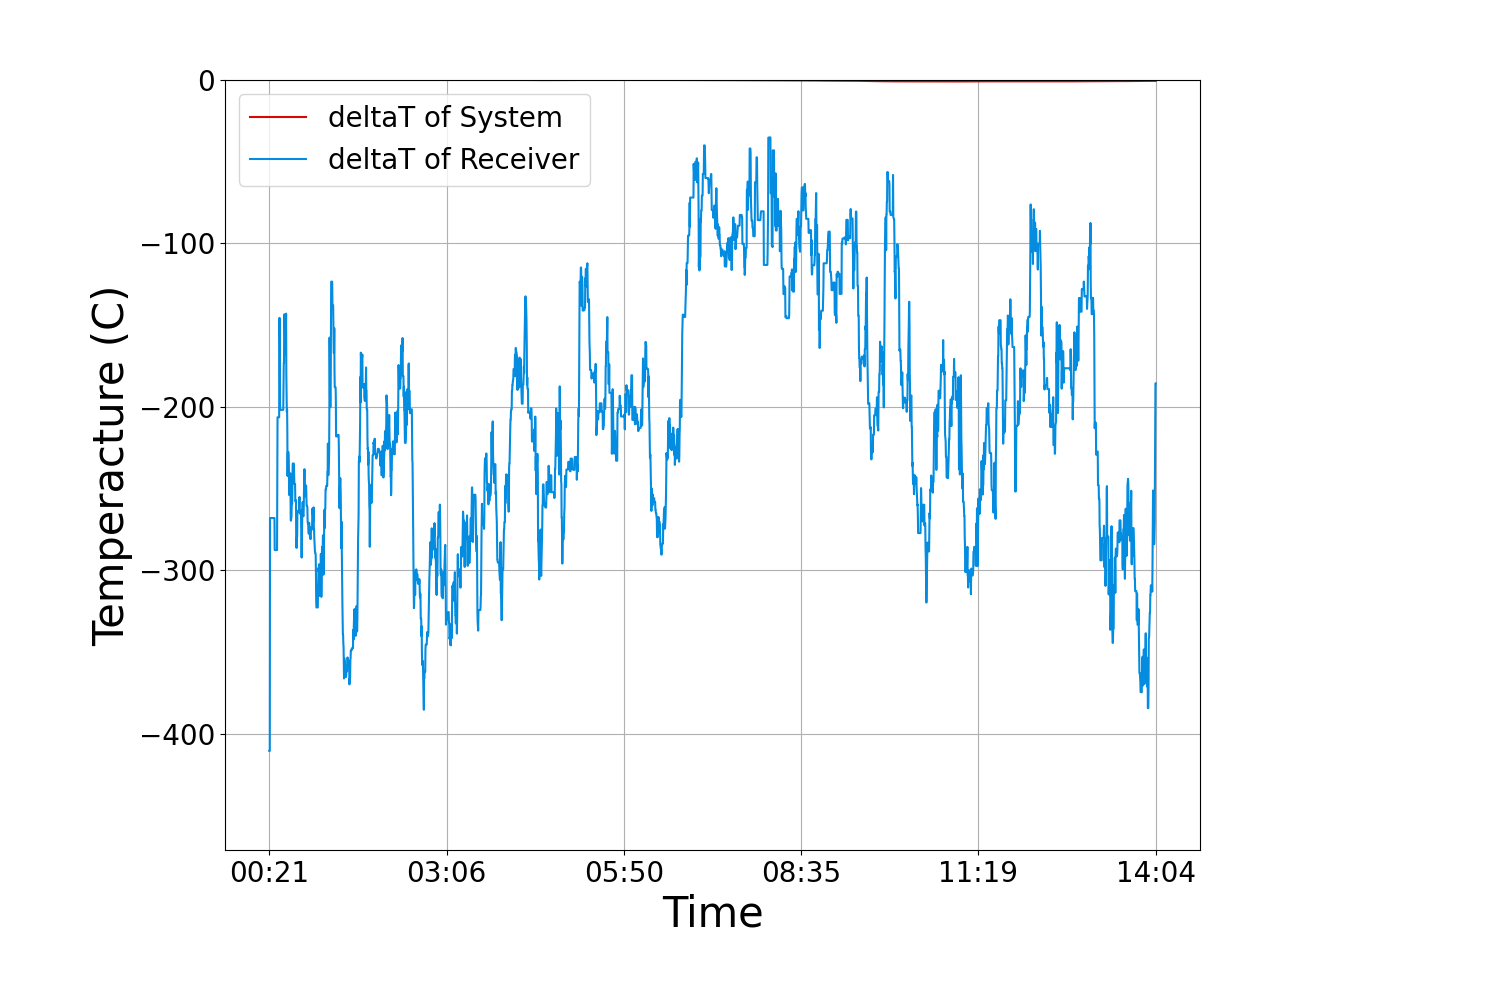 0
−100
−200
−300
−400
Temperacture (C)
deltaT of System
deltaT of Receiver
00:21 03:06 05:50 08:35 11:19 14:04
Time